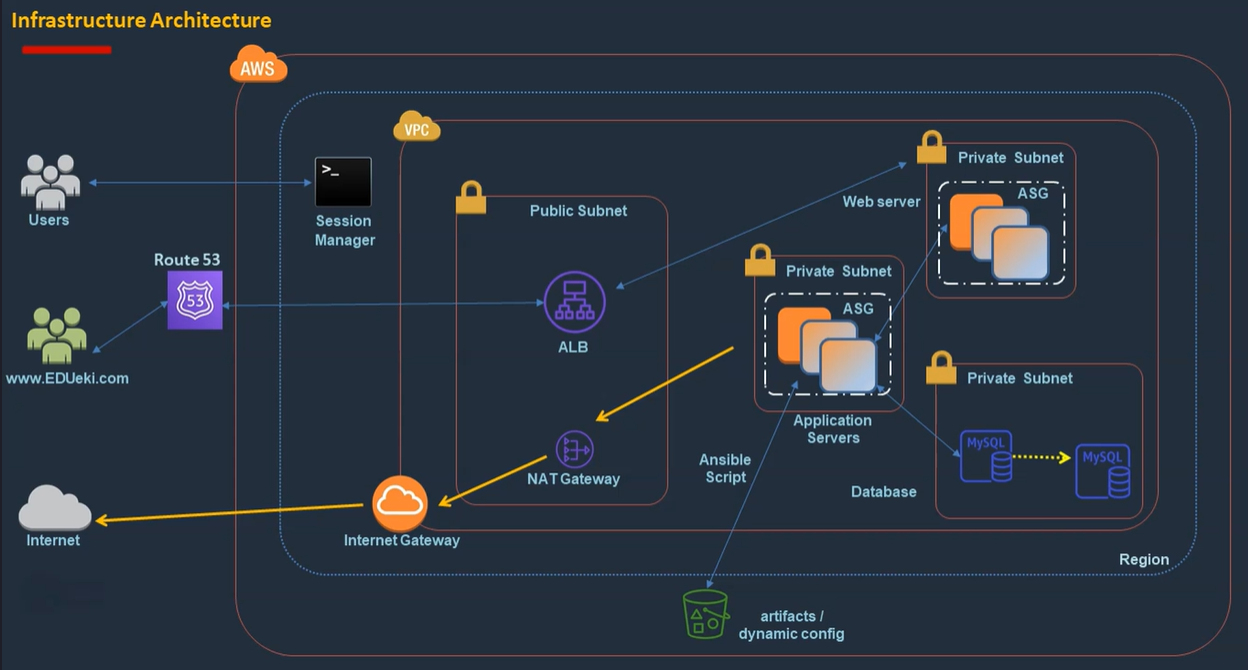 Infrastructure Architecture
AWS
VPC
>_
Users
Session
Manager
Public Subnet
Private Subnet
ASG
Web server
Route 53
53
www.EDUeki.com
ALB
Private Subnet
ASG
Application
Servers
Private Subnet
MySQL
MySQL
Database
Ansible
Script
NAT Gateway
Internet Gateway
Internet
Region
artifacts /
dynamic config